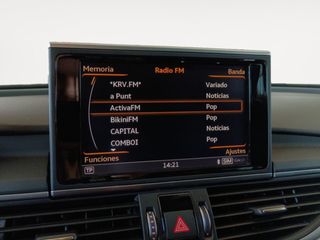 Memoria Radio FM Banda
*KRV.FM* Variado
a Punt Noticias
ActivaFM Pop
BikiniFM Pop
CAPITAL Noticias
COMBOI Pop
Funciones Ajustes
TP 14:21 SIM